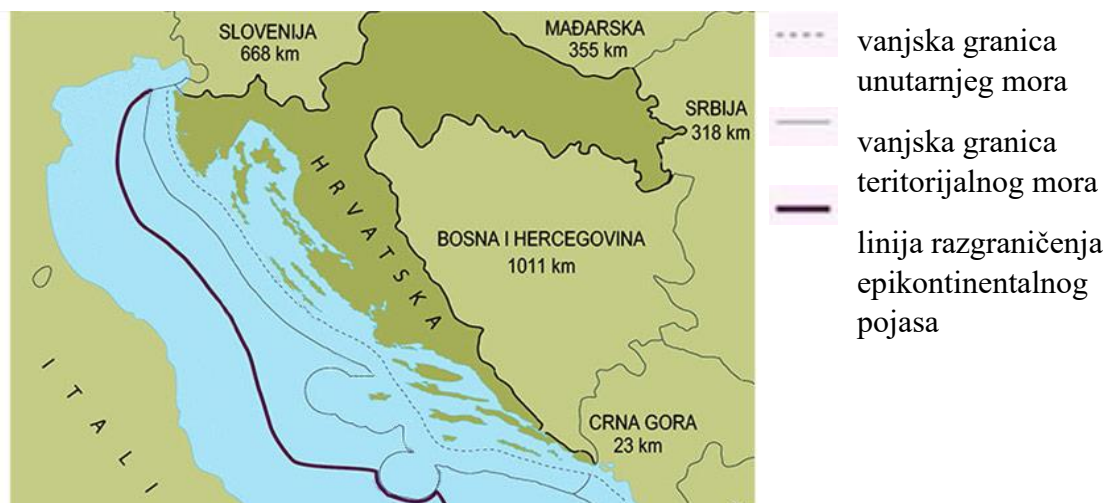 SLOVENIJA
668 km
MAĐARSKA
355 km
SRBIJA
318 km
HRVATSKA
BOSNA I HERCEGOVINA
1011 km
CRNA GORA
23 km
ITALI
vanjska granica
unutarnjeg mora
vanjska granica
teritorijalnog mora
linija razgraničenja
epikontinentalnog
pojasa